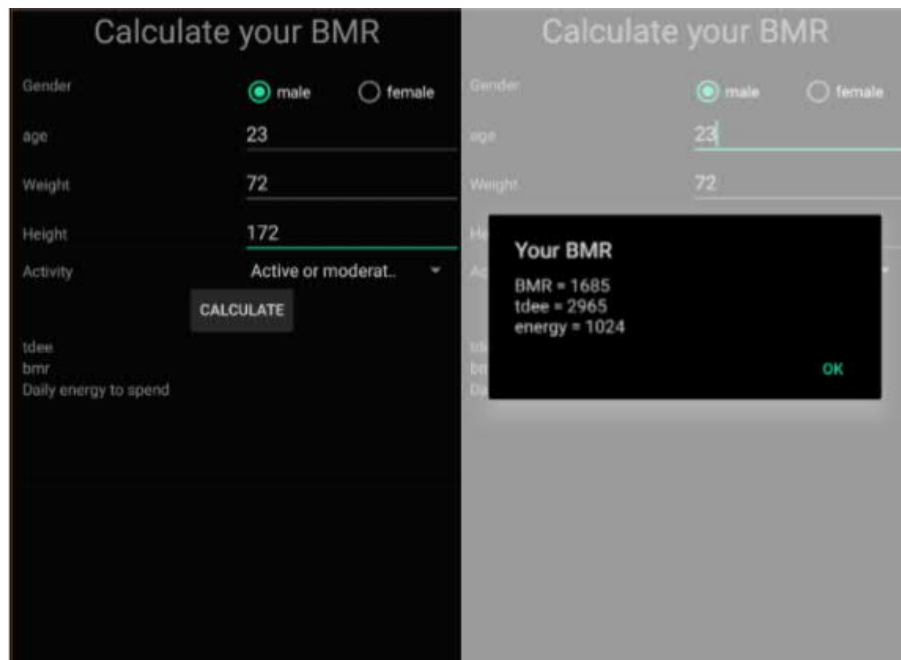 Calculate your BMR
Gender
male
female
age
23
Weight
72
Height
172
Activity
Active or moderat..
CALCULATE
tdee
bmr
Daily energy to spend
Calculate your BMR
Gender
male
female
age
23
Weight
72
He
Ac
Your BMR
BMR = 1685
tdee = 2965
energy = 1024
OK